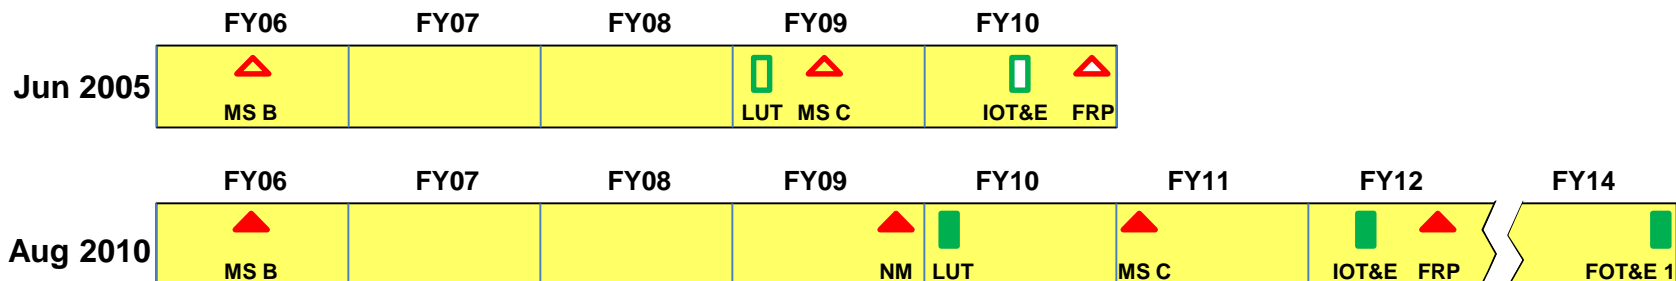 FY06 FY07 FY08 FY09 FY10
Jun 2005
MS B LUT MS C IOT&E FRP
FY06 FY07 FY08 FY09 FY10 FY11 FY12 FY14
Aug 2010
MS B NM LUT MS C IOT&E FRP FOT&E 1